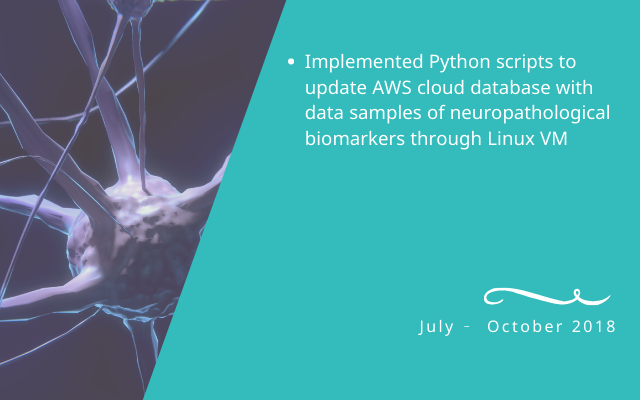 • Implemented Python scripts to
update AWS cloud database with
data samples of neuropathological
biomarkers through Linux VM
July - October 2018